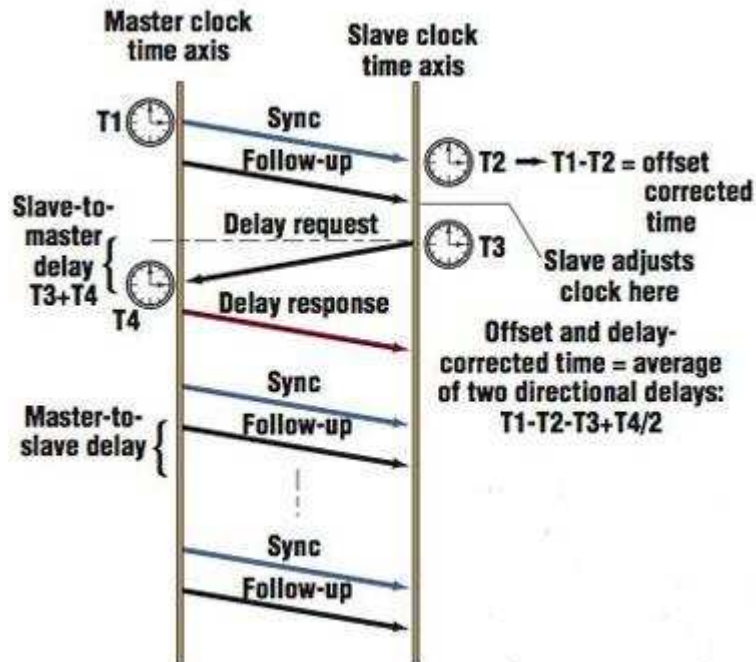 Master clock
time axis
Slave clock
time axis
T1
Sync
Follow-up
T2 → T1-T2 = offset
corrected
time
Slave-to-
master
delay
T3+T4
Delay request
T3
Slave adjusts
clock here
T4
Delay response
Offset and delay-
corrected time = average
of two directional delays:
T1-T2-T3+T4/2
Sync
Master-to-
slave delay
Follow-up
Sync
Follow-up